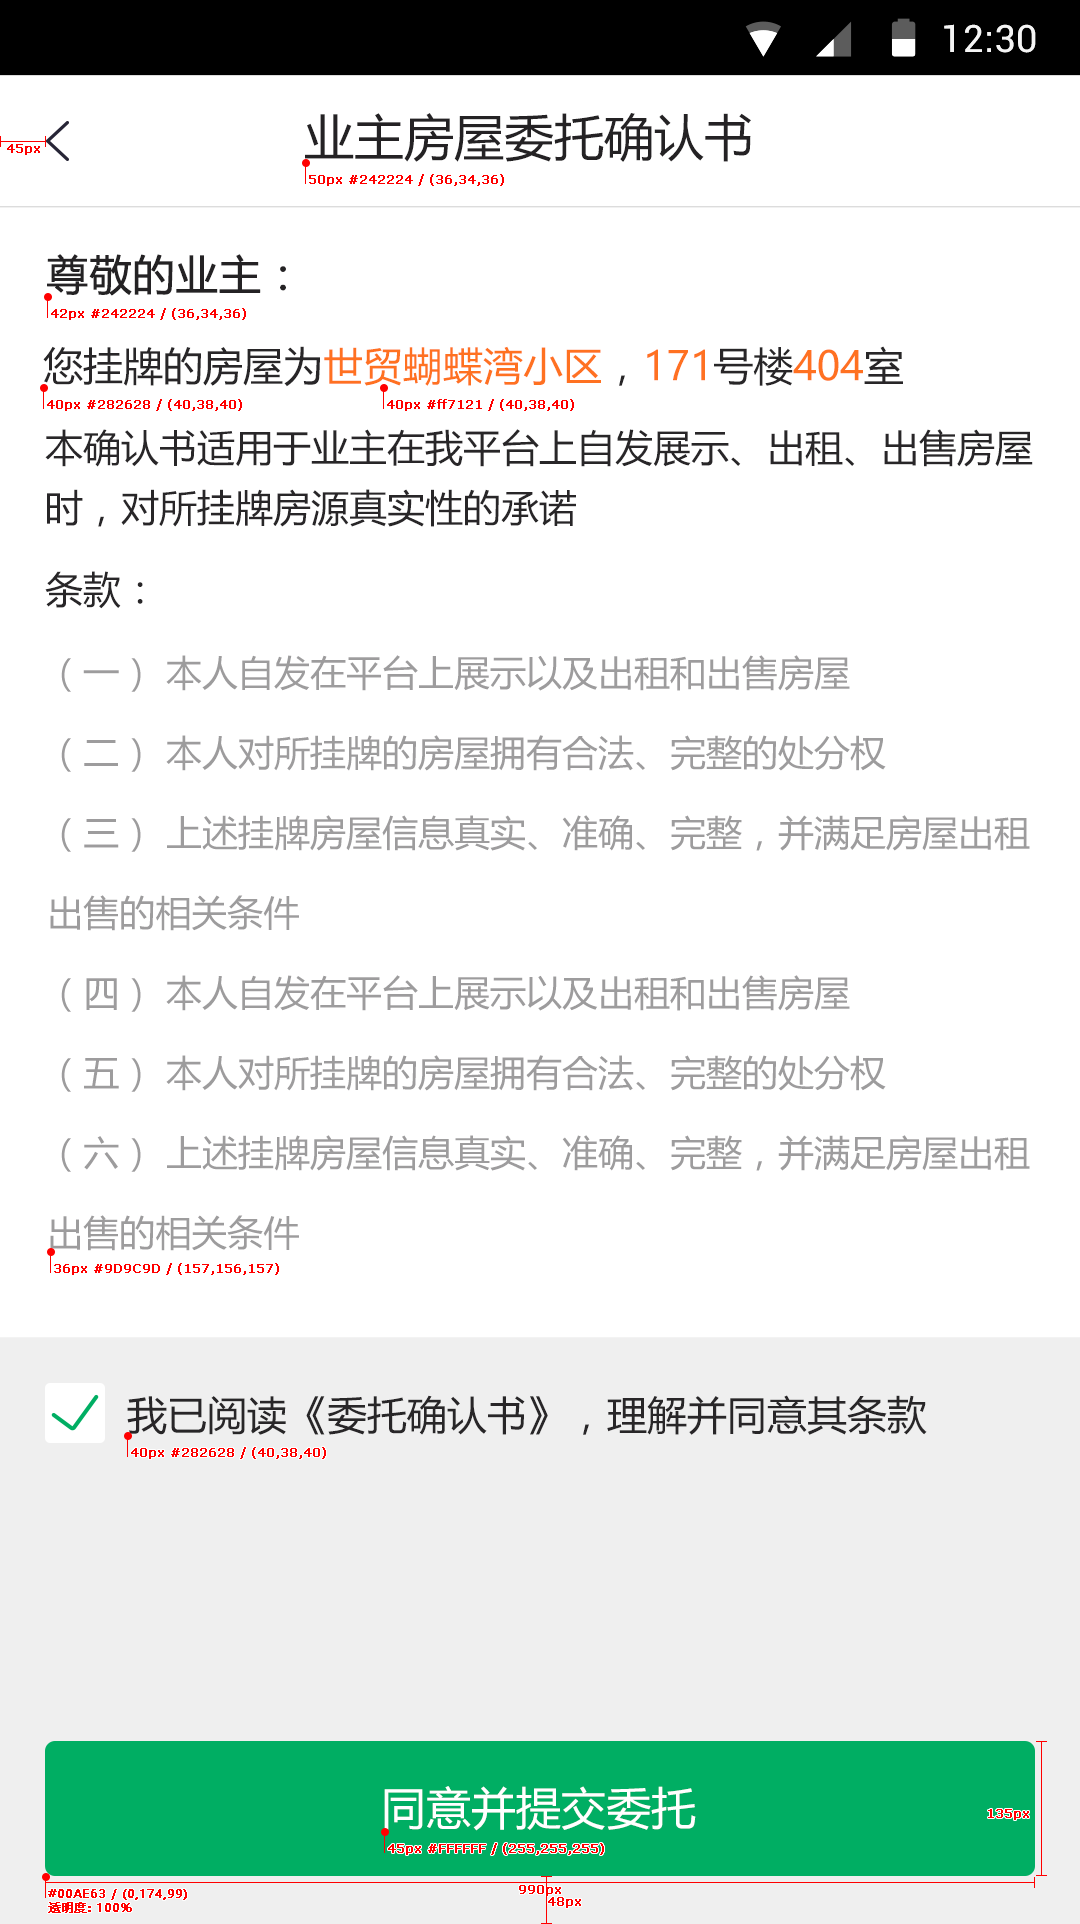 12:30
业主房屋委托确认书
45px
50px #242224 / (36,34,36)
尊敬的业主：
42px #242224 / (36,34,36)
您挂牌的房屋为世贸蝴蝶湾小区，171号楼404室
40px #282628 / (40,38,40)
40px #ff7121 / (40,38,40)
本确认书适用于业主在我平台上自发展示、出租、出售房屋
时，对所挂牌房源真实性的承诺
条款：
（一）本人自发在平台上展示以及出租和出售房屋
（二）本人对所挂牌的房屋拥有合法、完整的处分权
（三）上述挂牌房屋信息真实、准确、完整，并满足房屋出租
出售的相关条件
（四）本人自发在平台上展示以及出租和出售房屋
（五）本人对所挂牌的房屋拥有合法、完整的处分权
（六）上述挂牌房屋信息真实、准确、完整，并满足房屋出租
出售的相关条件
36px #9D9C9D / (157,156,157)
我已阅读《委托确认书》，理解并同意其条款
40px #282628 / (40,38,40)
同意并提交委托
135px
45px #FFFFFF / (255,255,255)
#00AE63 / (0,174,99)
透明度: 100%
990px
48px